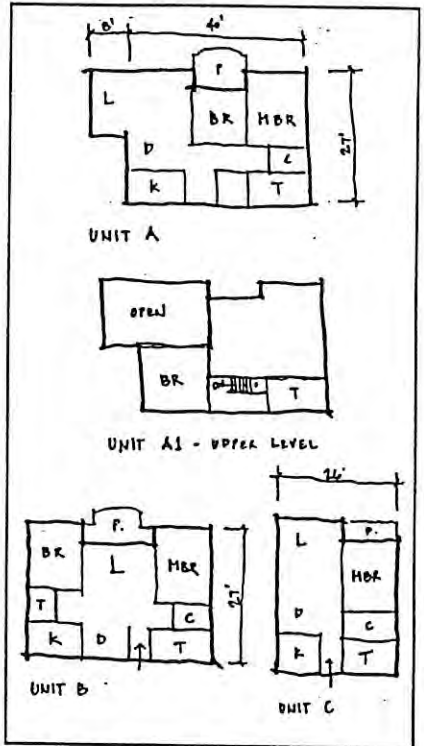 8' 40'
P.
L
BR MBR
27'
D
C
K T
UNIT A
OPEN
BR
T
UNIT A1 - UPPER LEVEL
P.
BR L MBR
27'
T C
K D T
UNIT B
P.
L
MBR
D
C
K T
UNIT C